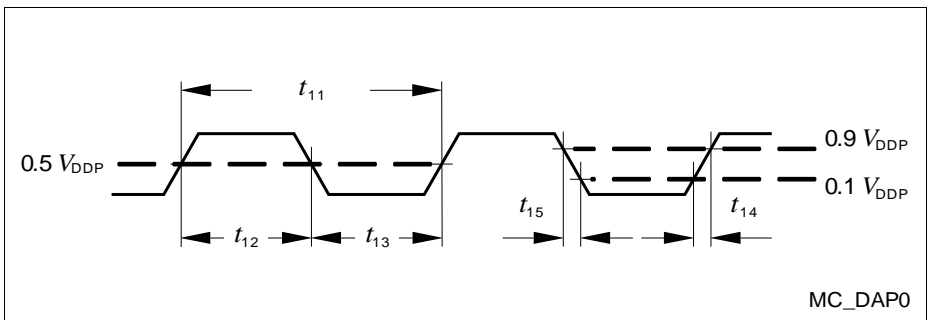 t11
0.5 VDDP
0.9 VDDP
0.1 VDDP
t15
t14
t12
t13
MC_DAP0